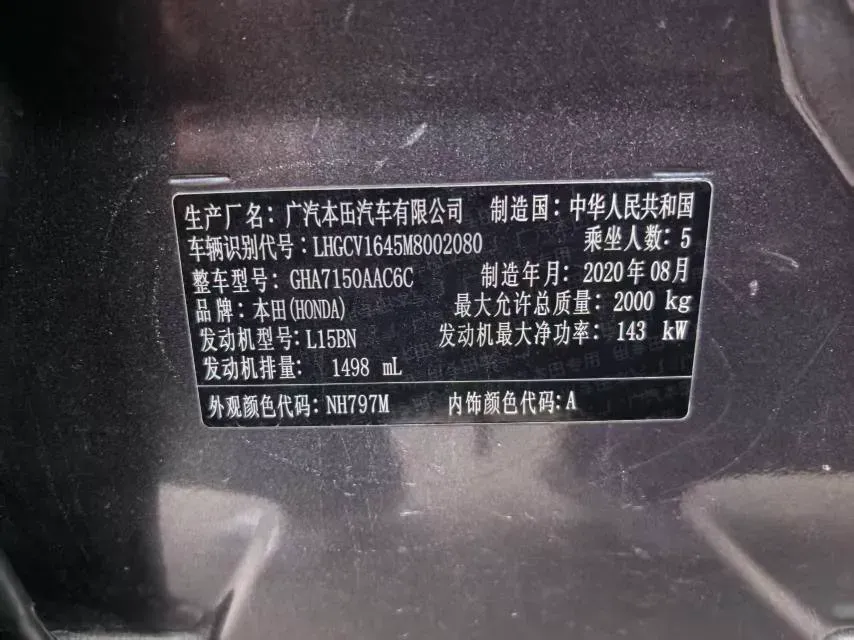 生产厂名：广汽本田汽车有限公司 制造国：中华人民共和国
车辆识别代号：LHGCV1645M8002080 乘坐人数：5
整车型号：GHA7150AAC6C 制造年月：2020年08月
品牌：本田(HONDA) 最大允许总质量：2000 kg
发动机型号：L15BN 发动机最大净功率：143 kW
发动机排量： 1498 mL
外观颜色代码：NH797M 内饰颜色代码：A